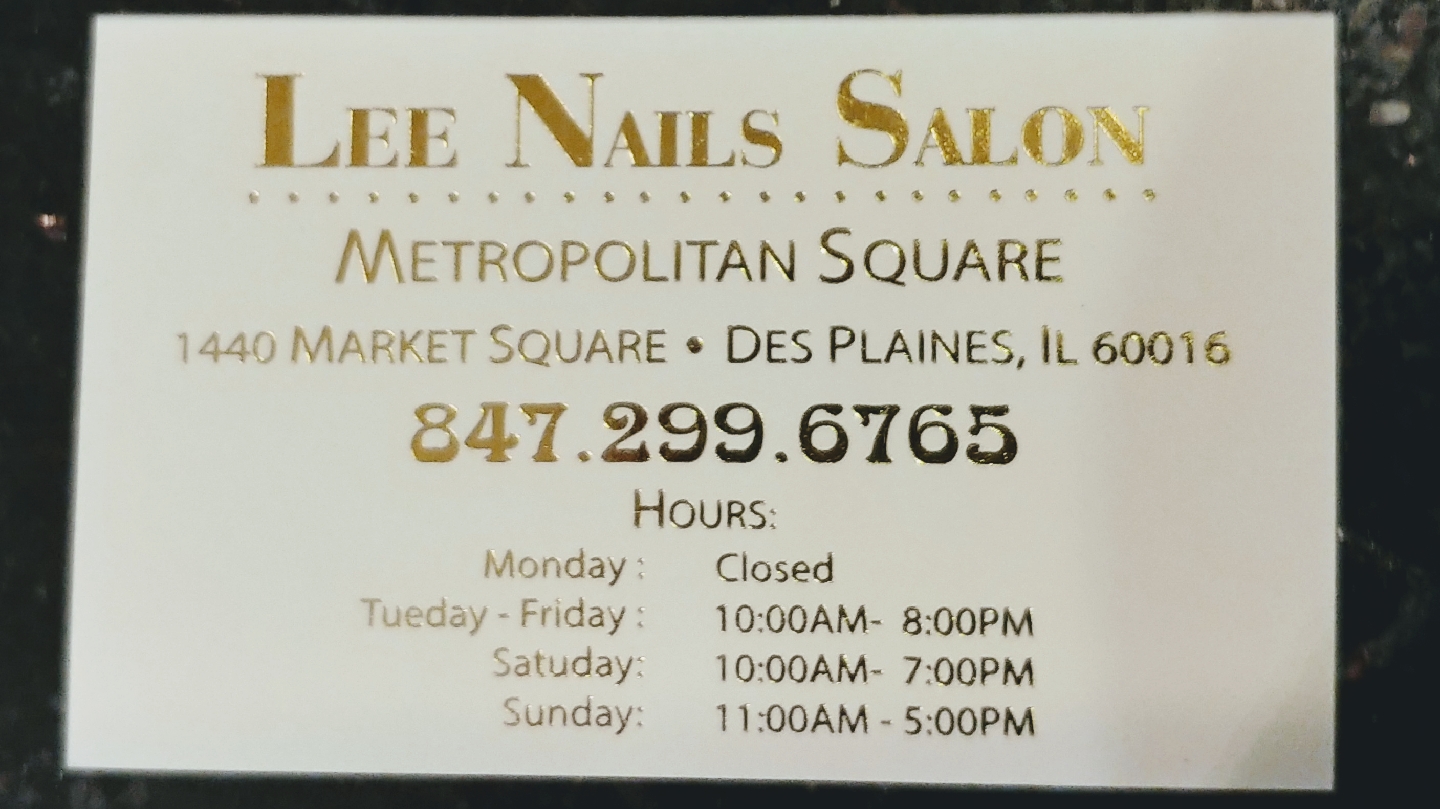 LEE NAILS SALON
METROPOLITAN SQUARE
1440 MARKET SQUARE • DES PLAINES, IL 60016
847.299.6765
HOURS:
Monday : Closed
Tueday - Friday : 10:00AM- 8:00PM
Satuday: 10:00AM- 7:00PM
Sunday: 11:00AM - 5:00PM